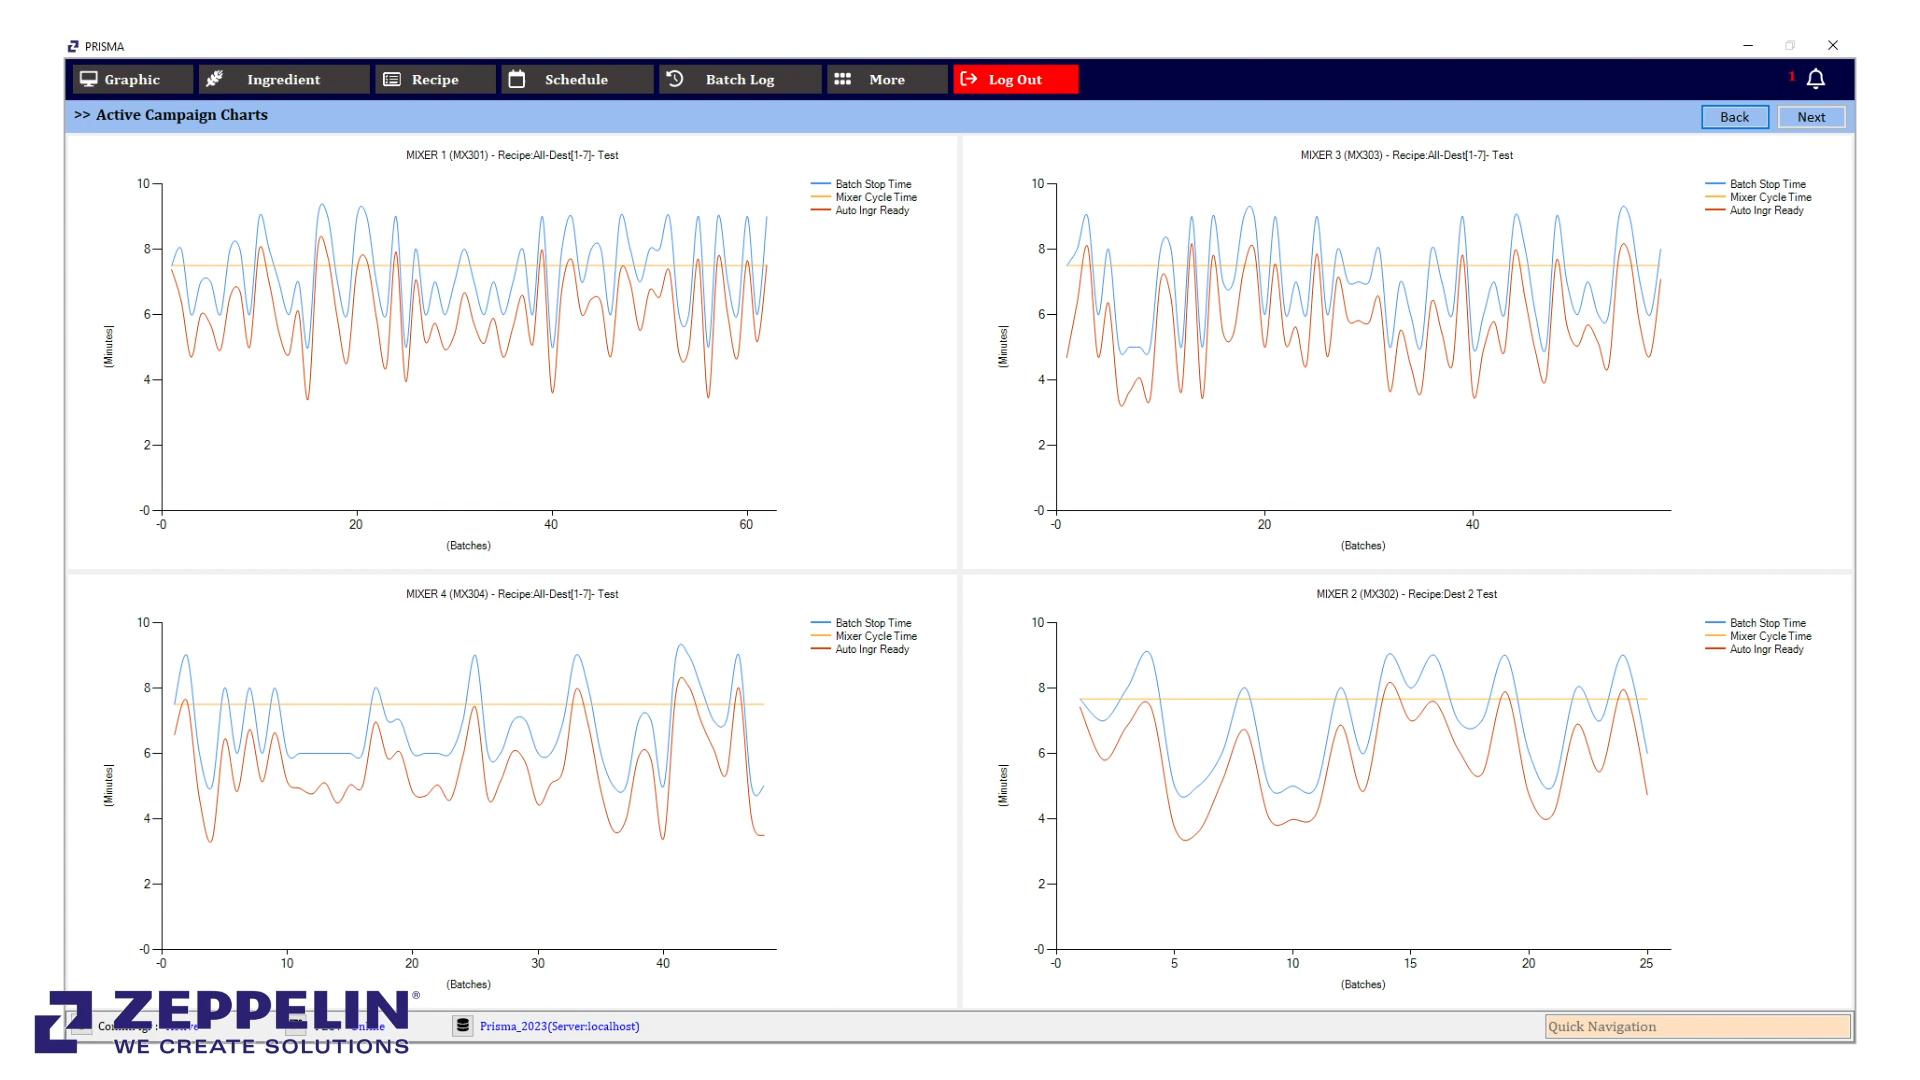 PRISMA
Graphic
Ingredient
Recipe
Schedule
Batch Log
More
Log Out
1
>> Active Campaign Charts
Back
Next
MIXER 1 (MX301) - Recipe:All-Dest[1-7]- Test
10
8
6
4
2
-0
-0
20
40
60
(Minutes)
(Batches)
Batch Stop Time
Mixer Cycle Time
Auto Ingr Ready
MIXER 3 (MX303) - Recipe:All-Dest[1-7]- Test
10
8
6
4
2
-0
-0
20
40
(Minutes)
(Batches)
Batch Stop Time
Mixer Cycle Time
Auto Ingr Ready
MIXER 4 (MX304) - Recipe:All-Dest[1-7]- Test
10
8
6
4
2
-0
-0
10
20
30
40
(Minutes)
(Batches)
Batch Stop Time
Mixer Cycle Time
Auto Ingr Ready
MIXER 2 (MX302) - Recipe:Dest 2 Test
10
8
6
4
2
-0
-0
5
10
15
20
25
(Minutes)
(Batches)
Batch Stop Time
Mixer Cycle Time
Auto Ingr Ready
ZEPPELIN®
WE CREATE SOLUTIONS
Prisma_2023(Server:localhost)
Quick Navigation